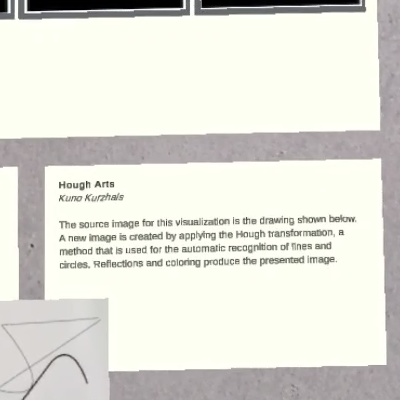 Hough Arts
Kuno Kurzhals
The source image for this visualization is the drawing shown below.
A new image is created by applying the Hough transformation, a
method that is used for the automatic recognition of lines and
circles. Reflections and coloring produce the presented image.